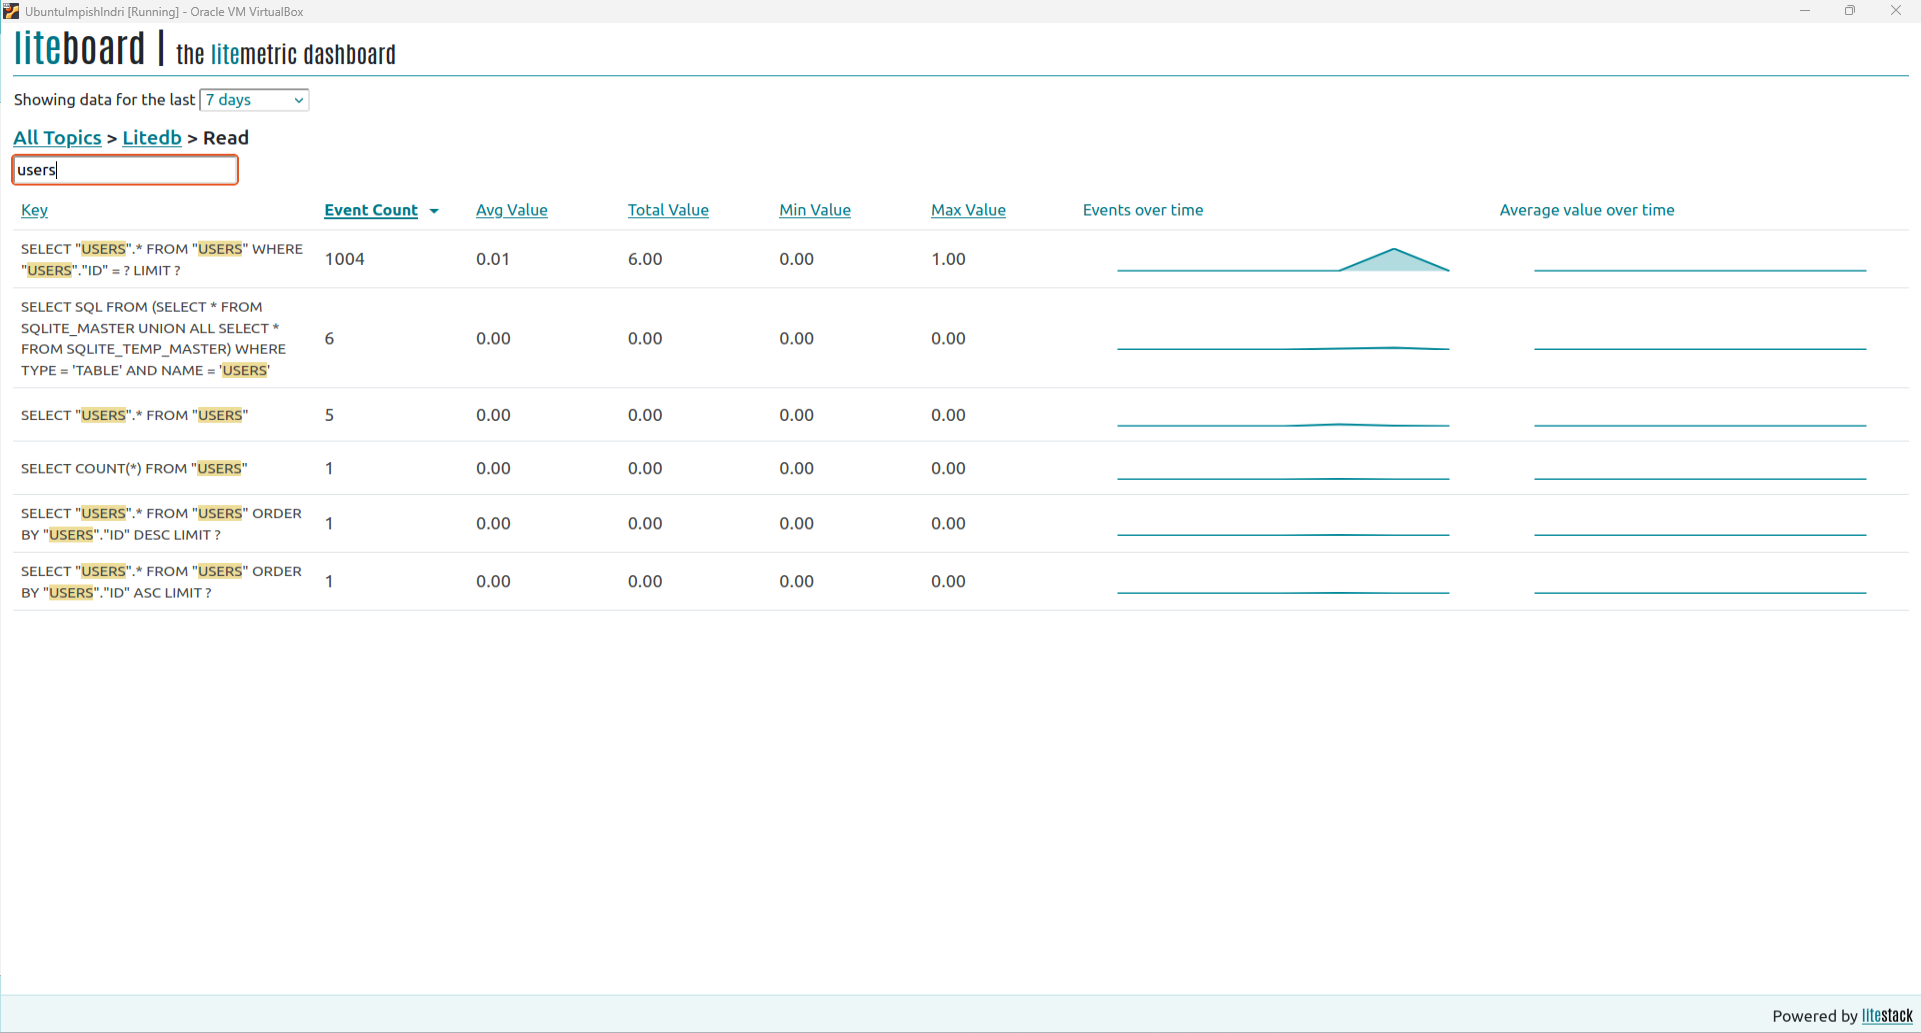 UbuntuImpishIndri [Running] - Oracle VM VirtualBox
liteboard | the litemetric dashboard
Showing data for the last 7 days
All Topics > Litedb > Read
users
Key Event Count Avg Value Total Value Min Value Max Value Events over time Average value over time
SELECT "USERS".* FROM "USERS" WHERE
"USERS"."ID" = ? LIMIT ?
1004 0.01 6.00 0.00 1.00
SELECT SQL FROM (SELECT * FROM
SQLITE_MASTER UNION ALL SELECT *
FROM SQLITE_TEMP_MASTER) WHERE
TYPE = 'TABLE' AND NAME = 'USERS'
6 0.00 0.00 0.00 0.00
SELECT "USERS".* FROM "USERS" 5 0.00 0.00 0.00 0.00
SELECT COUNT(*) FROM "USERS" 1 0.00 0.00 0.00 0.00
SELECT "USERS".* FROM "USERS" ORDER
BY "USERS"."ID" DESC LIMIT ?
1 0.00 0.00 0.00 0.00
SELECT "USERS".* FROM "USERS" ORDER
BY "USERS"."ID" ASC LIMIT ?
1 0.00 0.00 0.00 0.00
Powered by litestack